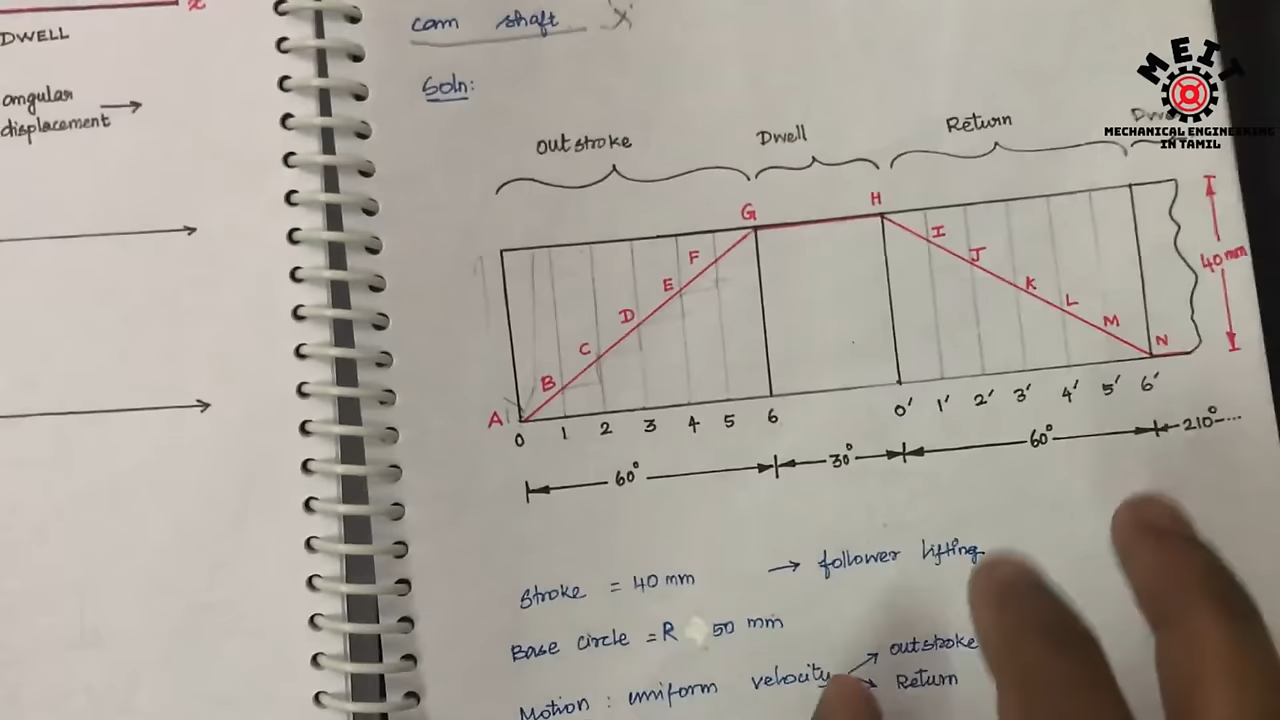 x
DWELL
angular
displacement
cam shaft X
Soln:
MEIT
MECHANICAL ENGINEERING
IN TAMIL
outstroke Dwell Return
A B C D E F G H I J K L M N
40 mm
0 1 2 3 4 5 6 0' 1' 2' 3' 4' 5' 6'
60° 30° 60° 210°-...
Stroke = 40 mm → follower lifting
Base circle = R 50 mm
Motion : uniform velocity outstroke
Return